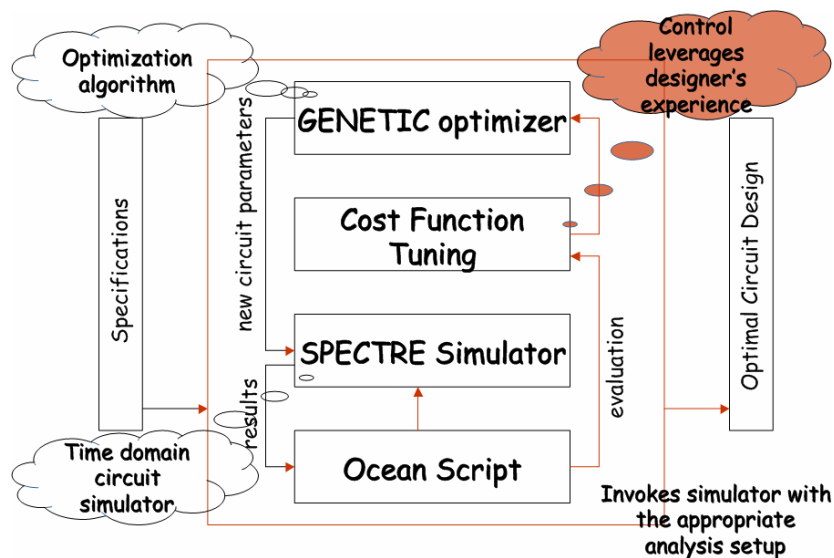 Optimization
algorithm
Control
leverages
designer's
experience
GENETIC optimizer
new circuit parameters
Cost Function
Tuning
Specifications
Optimal Circuit Design
SPECTRE Simulator
evaluation
results
Ocean Script
Time domain
circuit
simulator
Invokes simulator with
the appropriate
analysis setup